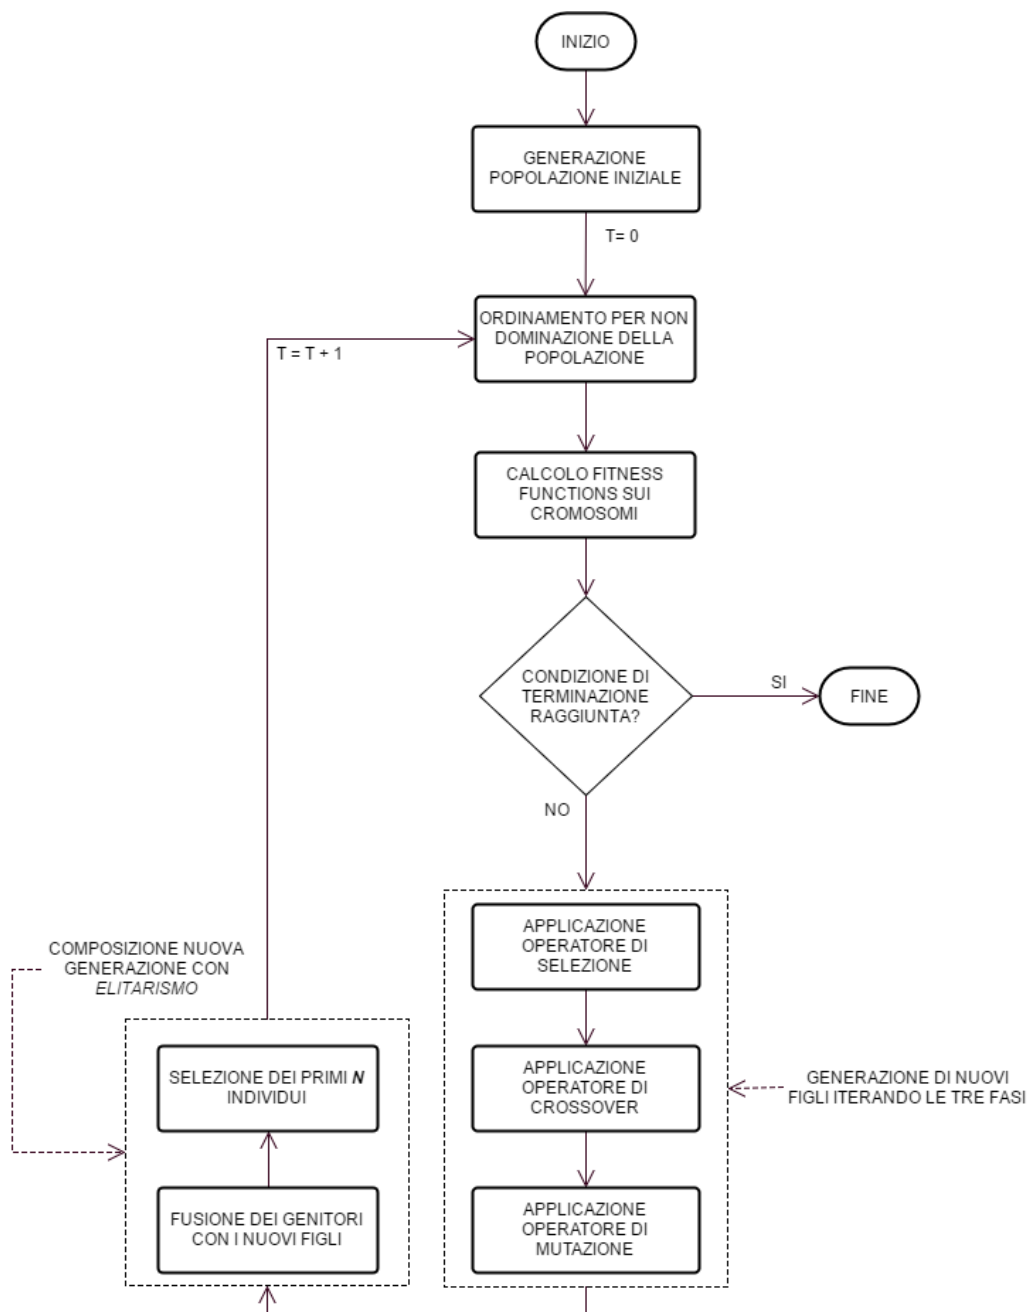 INIZIO
GENERAZIONE
POPOLAZIONE INIZIALE
T= 0
ORDINAMENTO PER NON
DOMINAZIONE DELLA
POPOLAZIONE
T = T + 1
CALCOLO FITNESS
FUNCTIONS SUI
CROMOSOMI
CONDIZIONE DI
TERMINAZIONE
RAGGIUNTA?
SI
FINE
NO
APPLICAZIONE
OPERATORE DI
SELEZIONE
APPLICAZIONE
OPERATORE DI
CROSSOVER
APPLICAZIONE
OPERATORE DI
MUTAZIONE
GENERAZIONE DI NUOVI
FIGLI ITERANDO LE TRE FASI
COMPOSIZIONE NUOVA
GENERAZIONE CON
ELITARISMO
SELEZIONE DEI PRIMI N
INDIVIDUI
FUSIONE DEI GENITORI
CON I NUOVI FIGLI